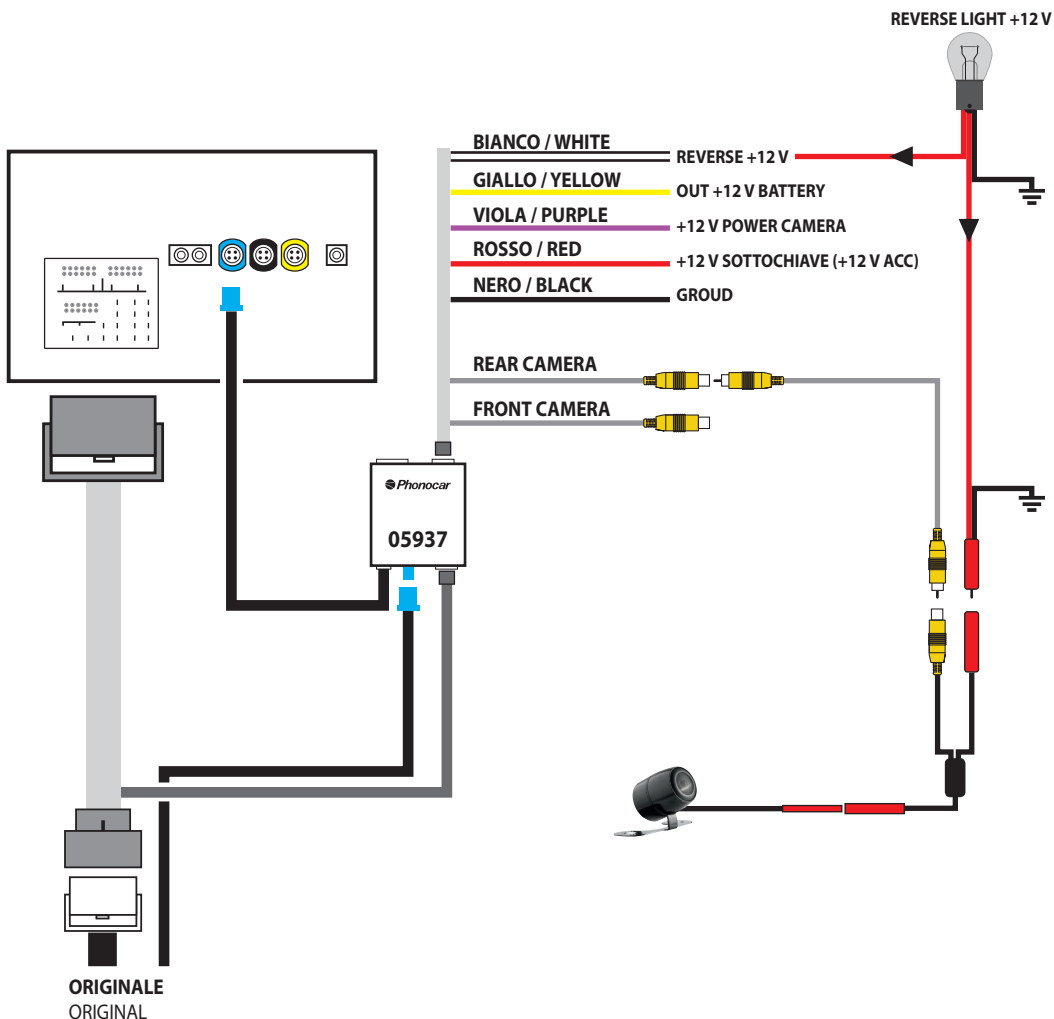 REVERSE LIGHT +12 V
BIANCO / WHITE
REVERSE +12 V
GIALLO / YELLOW
OUT +12 V BATTERY
VIOLA / PURPLE
+12 V POWER CAMERA
ROSSO / RED
+12 V SOTTOCHIAVE (+12 V ACC)
NERO / BLACK
GROUD
REAR CAMERA
FRONT CAMERA
Phonocar
05937
ORIGINALE
ORIGINAL